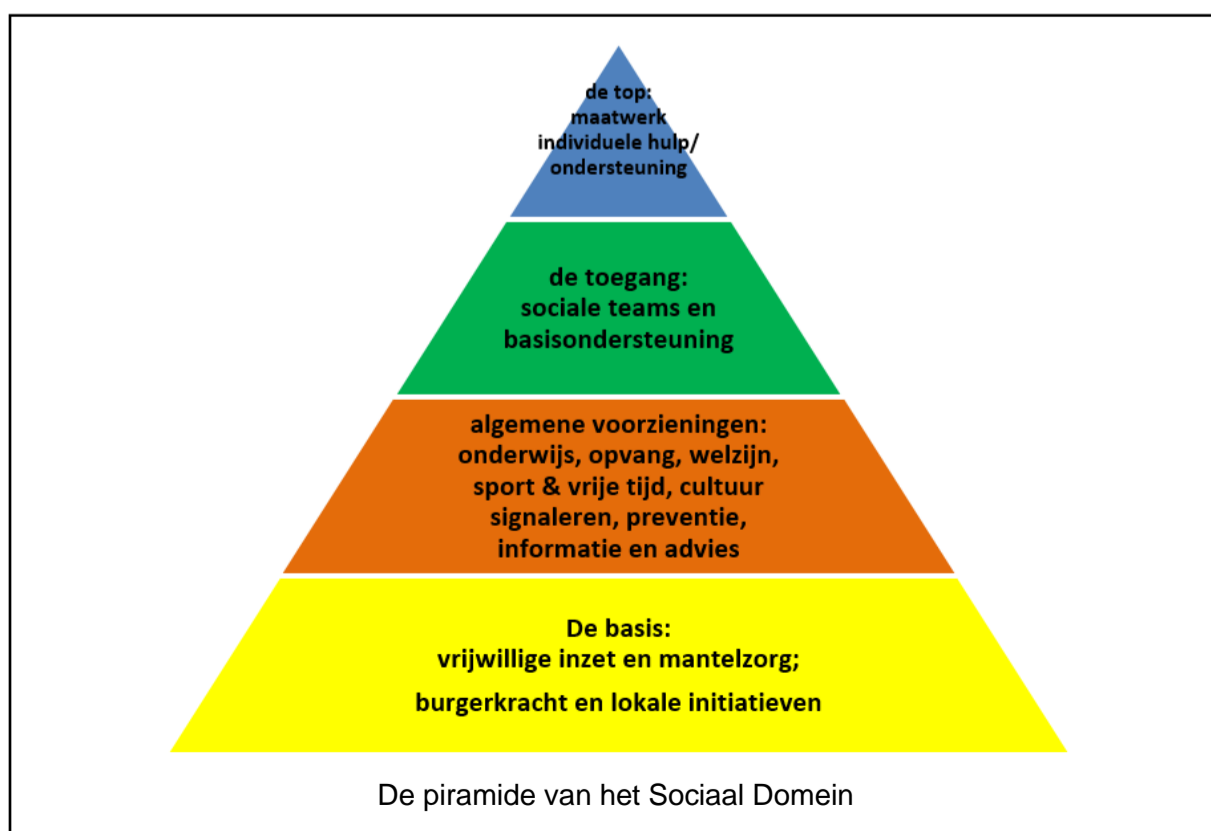 de top:
maatwerk
individuele hulp/
ondersteuning
de toegang:
sociale teams en
basisondersteuning
algemene voorzieningen:
onderwijs, opvang, welzijn,
sport & vrije tijd, cultuur
signaleren, preventie,
informatie en advies
De basis:
vrijwillige inzet en mantelzorg;
burgerkracht en lokale initiatieven
De piramide van het Sociaal Domein